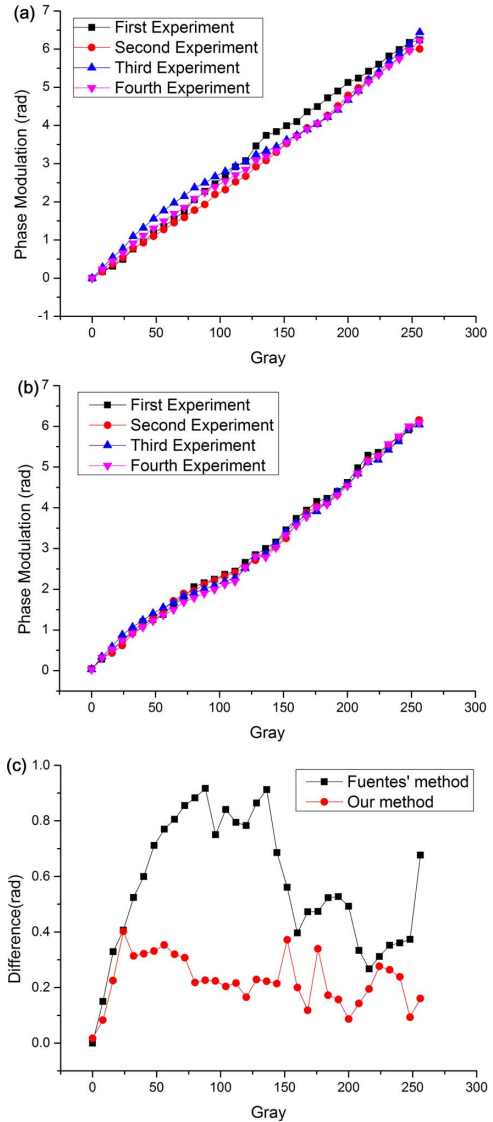 (a)
First Experiment
Second Experiment
Third Experiment
Fourth Experiment
Phase Modulation (rad)
7
6
5
4
3
2
1
0
-1
0 50 100 150 200 250 300
Gray
(b)
First Experiment
Second Experiment
Third Experiment
Fourth Experiment
Phase Modulation (rad)
7
6
5
4
3
2
1
0
0 50 100 150 200 250 300
Gray
(c)
Fuentes' method
Our method
Difference(rad)
1.0
0.8
0.6
0.4
0.2
0.0
0 50 100 150 200 250 300
Gray